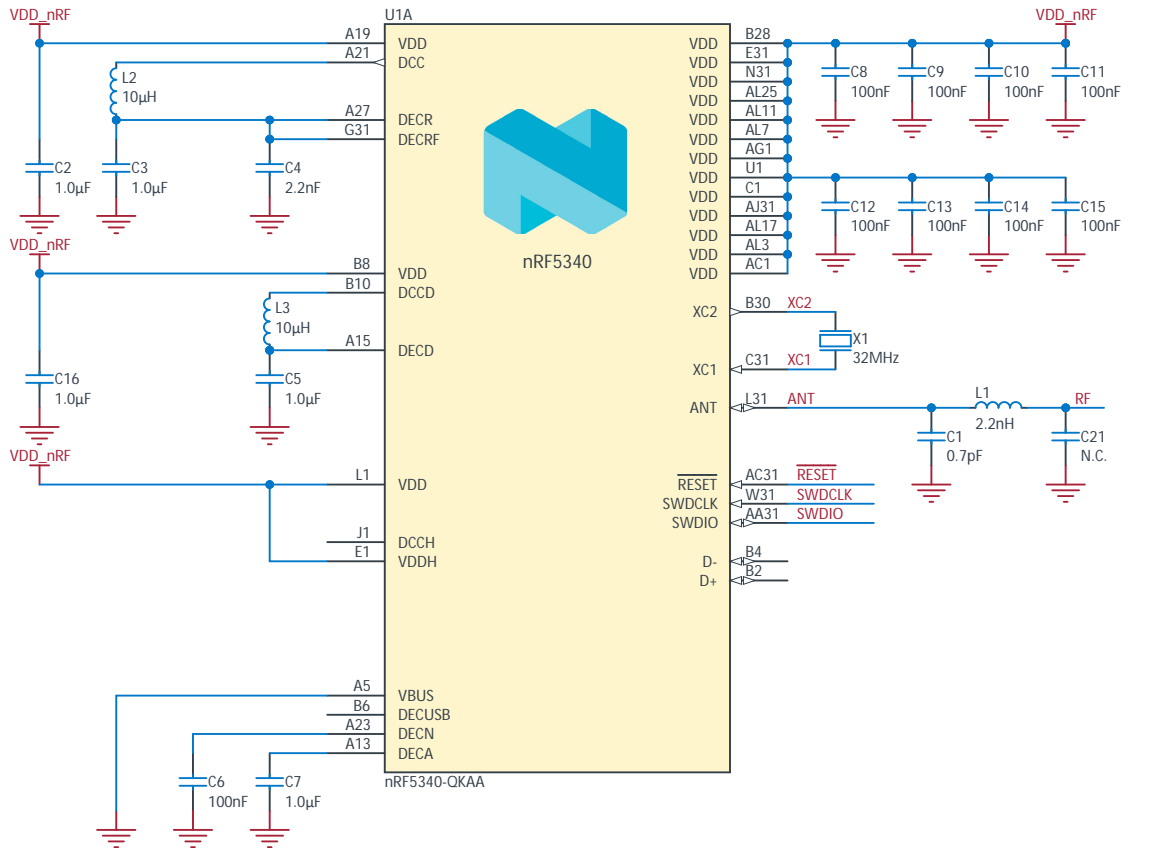 VDD_nRF
U1A
VDD_nRF
A19 VDD
A21 DCC
L2
10µH
A27 DECR
G31 DECRF
C2
1.0µF
C3
1.0µF
C4
2.2nF
VDD_nRF
B8 VDD
B10 DCCD
L3
10µH
A15 DECD
C16
1.0µF
C5
1.0µF
VDD_nRF
L1 VDD
J1 DCCH
E1 VDDH
A5 VBUS
B6 DECUSB
A23 DECN
A13 DECA
C6
100nF
C7
1.0µF
nRF5340
nRF5340-QKAA
VDD B28
VDD E31
VDD N31
VDD AL25
VDD AL11
VDD AL7
VDD AG1
VDD U1
VDD C1
VDD AJ31
VDD AL17
VDD AL3
VDD AC1
C8
100nF
C9
100nF
C10
100nF
C11
100nF
C12
100nF
C13
100nF
C14
100nF
C15
100nF
XC2 B30 XC2
X1
32MHz
XC1 C31 XC1
ANT L31 ANT
L1
2.2nH
RF
C1
0.7pF
C21
N.C.
RESET AC31 RESET
SWDCLK W31 SWDCLK
SWDIO AA31 SWDIO
D- B4
D+ B2